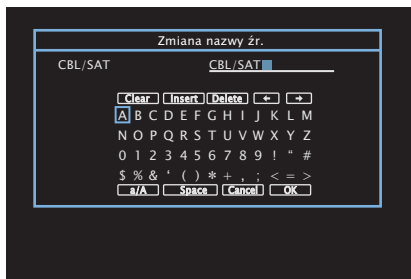 Zmiana nazwy źr.
CBL/SAT CBL/SAT
Clear Insert Delete ← →
A B C D E F G H I J K L M
N O P Q R S T U V W X Y Z
0 1 2 3 4 5 6 7 8 9 ! “ #
$ % & ‘ ( ) * + , ; < = >
a/A Space Cancel OK